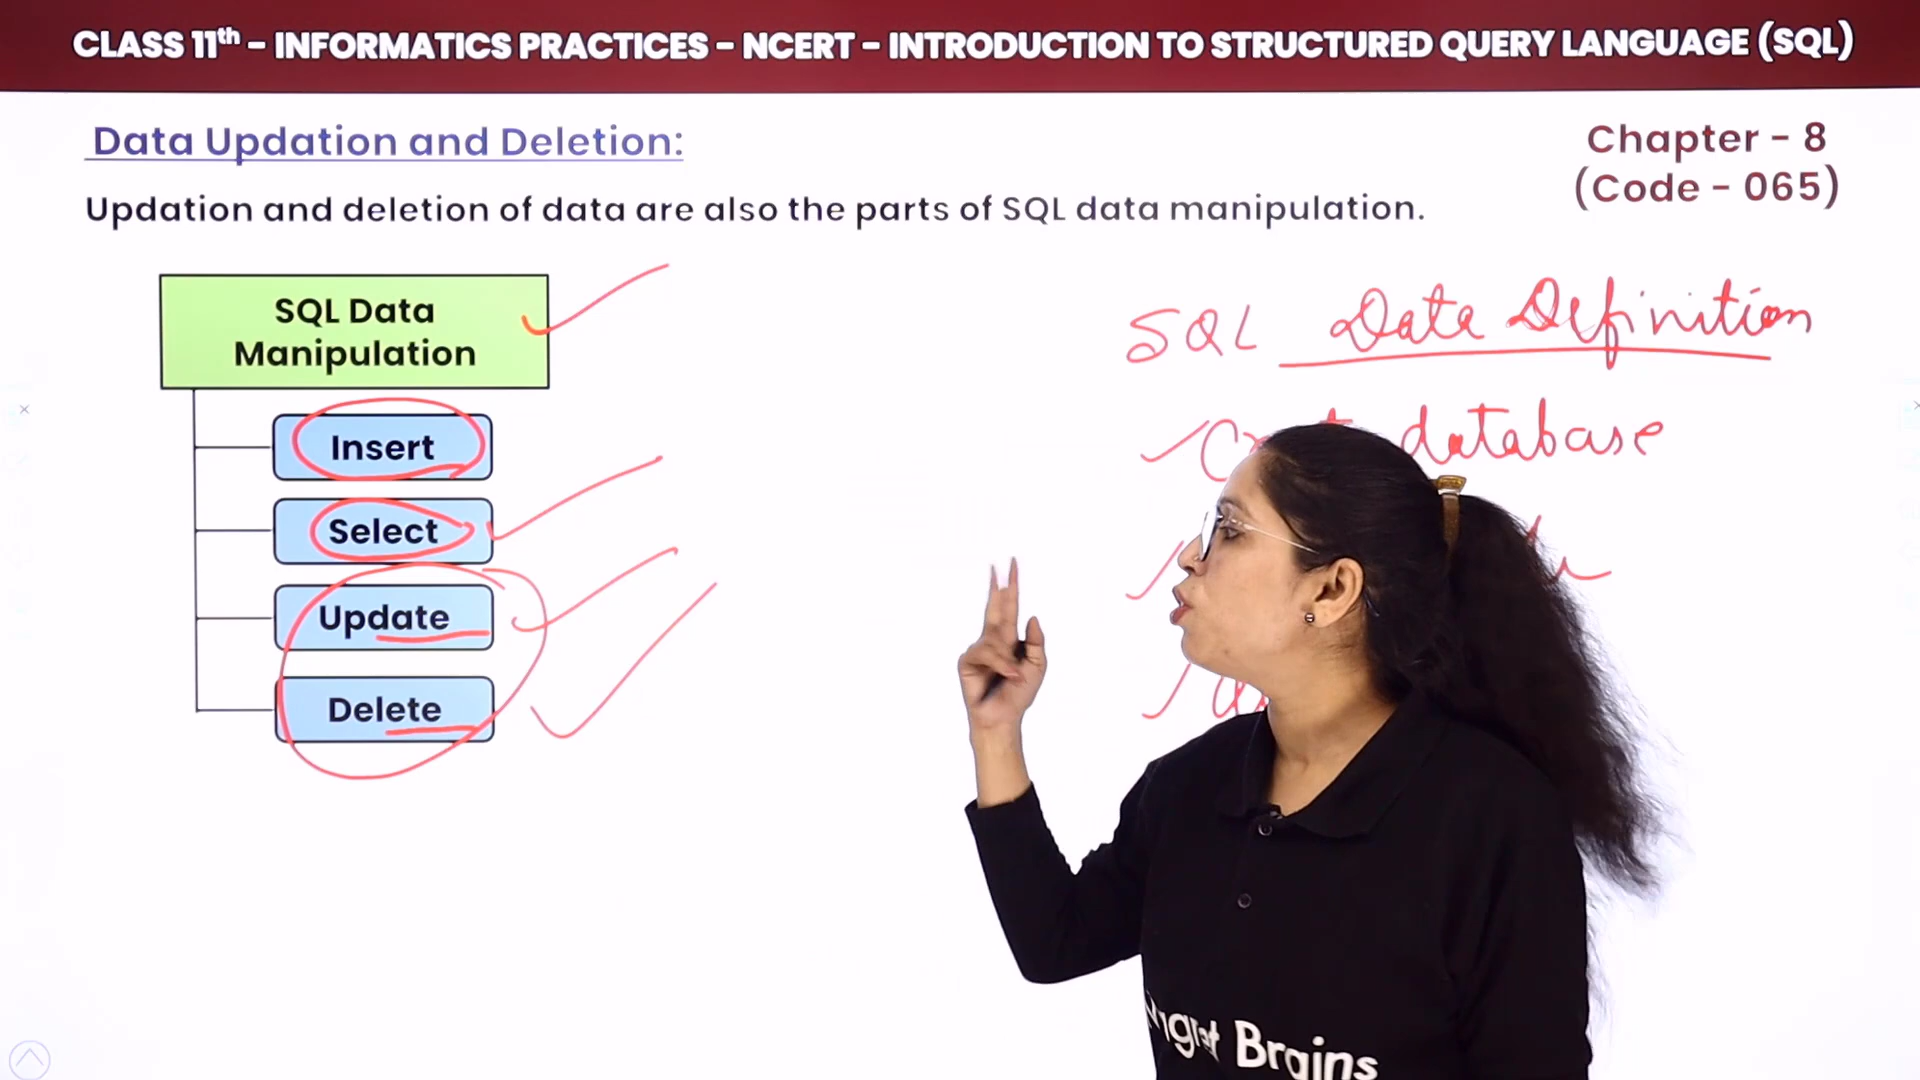 CLASS 11th – INFORMATICS PRACTICES – NCERT – INTRODUCTION TO STRUCTURED QUERY LANGUAGE (SQL)
Data Updation and Deletion:
Chapter - 8
(Code - 065)
Updation and deletion of data are also the parts of SQL data manipulation.
SQL Data
Manipulation
Insert
Select
Update
Delete
SQL Data Definition
database
Brains